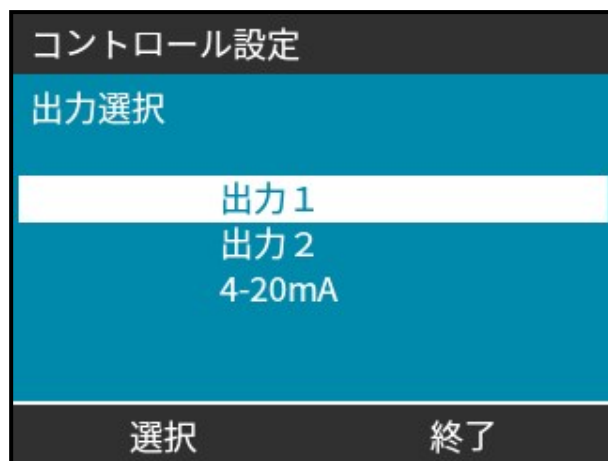 コントロール設定
出力選択
出力１
出力２
4-20mA
選択 終了